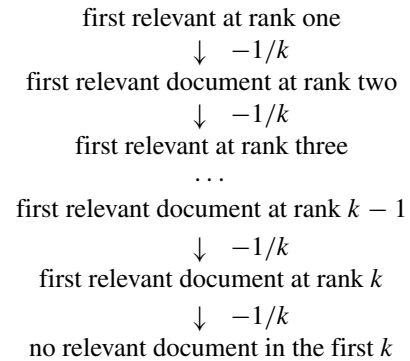 first relevant at rank one
↓ −1/k
first relevant document at rank two
↓ −1/k
first relevant at rank three
...
first relevant document at rank k − 1
↓ −1/k
first relevant document at rank k
↓ −1/k
no relevant document in the first k